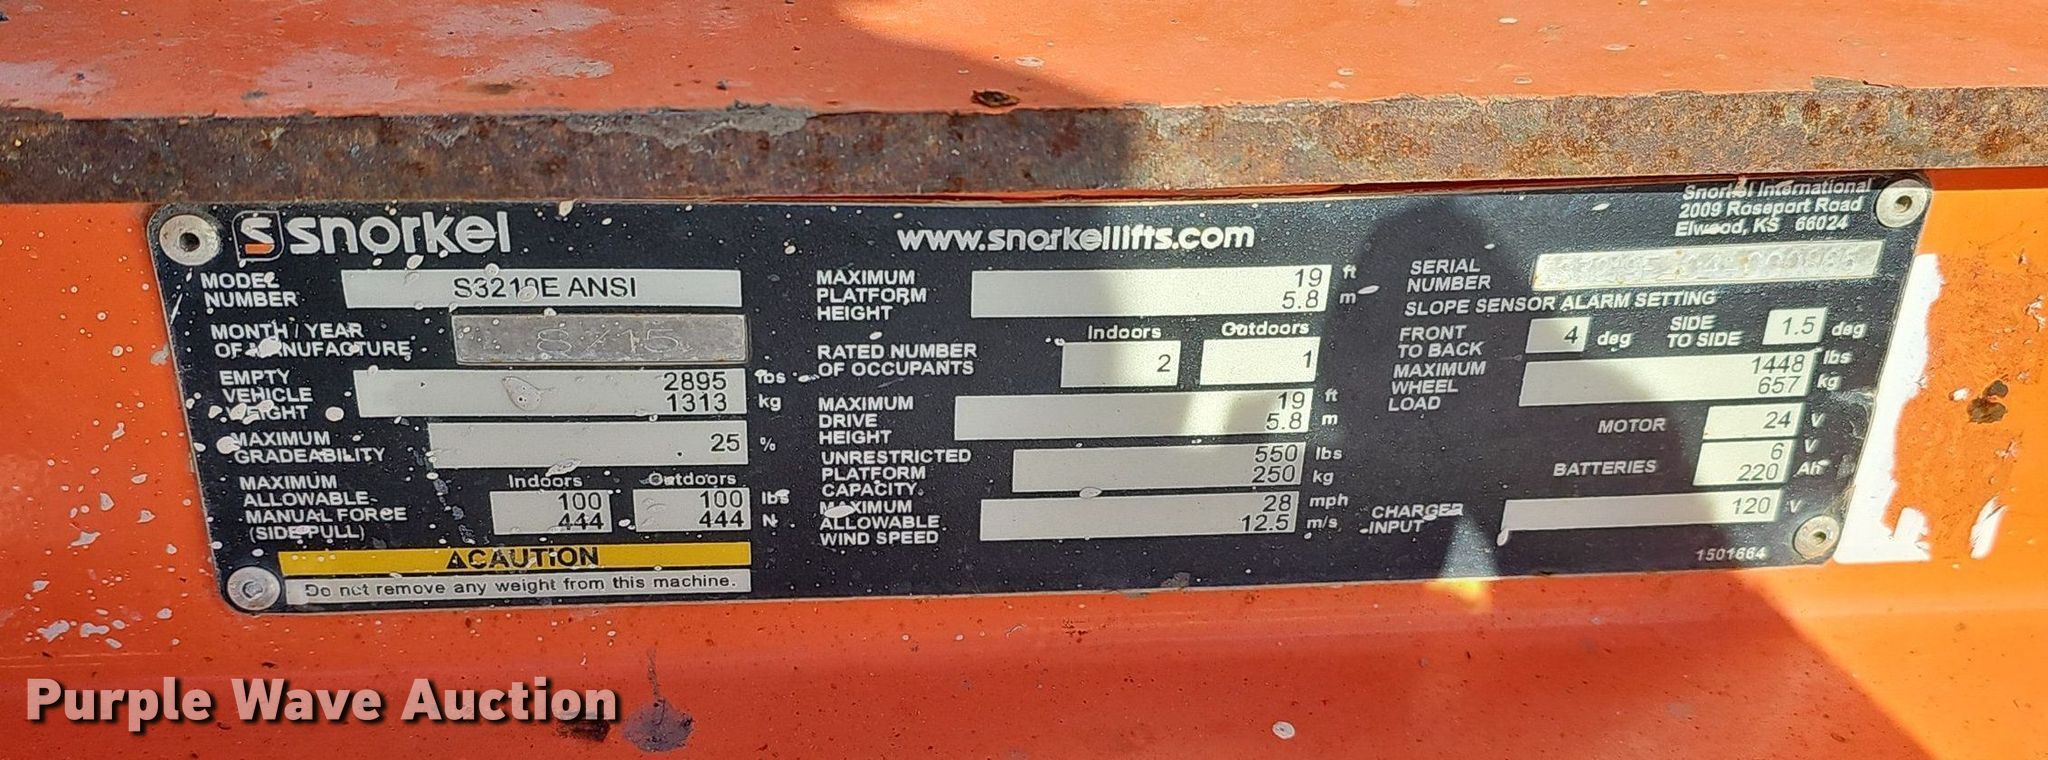 snorkel
www.snorkellifts.com
Snorkel International
2009 Roseport Road
Elwood, KS 66024
MODEL
NUMBER
S3219E ANSI
MONTH / YEAR
OF MANUFACTURE
8/15
EMPTY
VEHICLE
WEIGHT
2895 lbs
1313 kg
MAXIMUM
GRADEABILITY
25 %
MAXIMUM
ALLOWABLE
MANUAL FORCE
(SIDE PULL)
Indoors Outdoors
100 100 lbs
444 444 N
CAUTION
Do not remove any weight from this machine.
MAXIMUM
PLATFORM
HEIGHT
19 ft
5.8 m
Indoors Outdoors
RATED NUMBER
OF OCCUPANTS
2 1
MAXIMUM
DRIVE
HEIGHT
19 ft
5.8 m
UNRESTRICTED
PLATFORM
CAPACITY
550 lbs
250 kg
MAXIMUM
ALLOWABLE
WIND SPEED
28 mph
12.5 m/s
SERIAL
NUMBER
SLOPE SENSOR ALARM SETTING
FRONT
TO BACK
4 deg
SIDE
TO SIDE
1.5 deg
MAXIMUM
WHEEL
LOAD
1448 lbs
657 kg
MOTOR 24 V
BATTERIES
6 V
220 Ah
CHARGER
INPUT
120 V
1501664
Purple Wave Auction